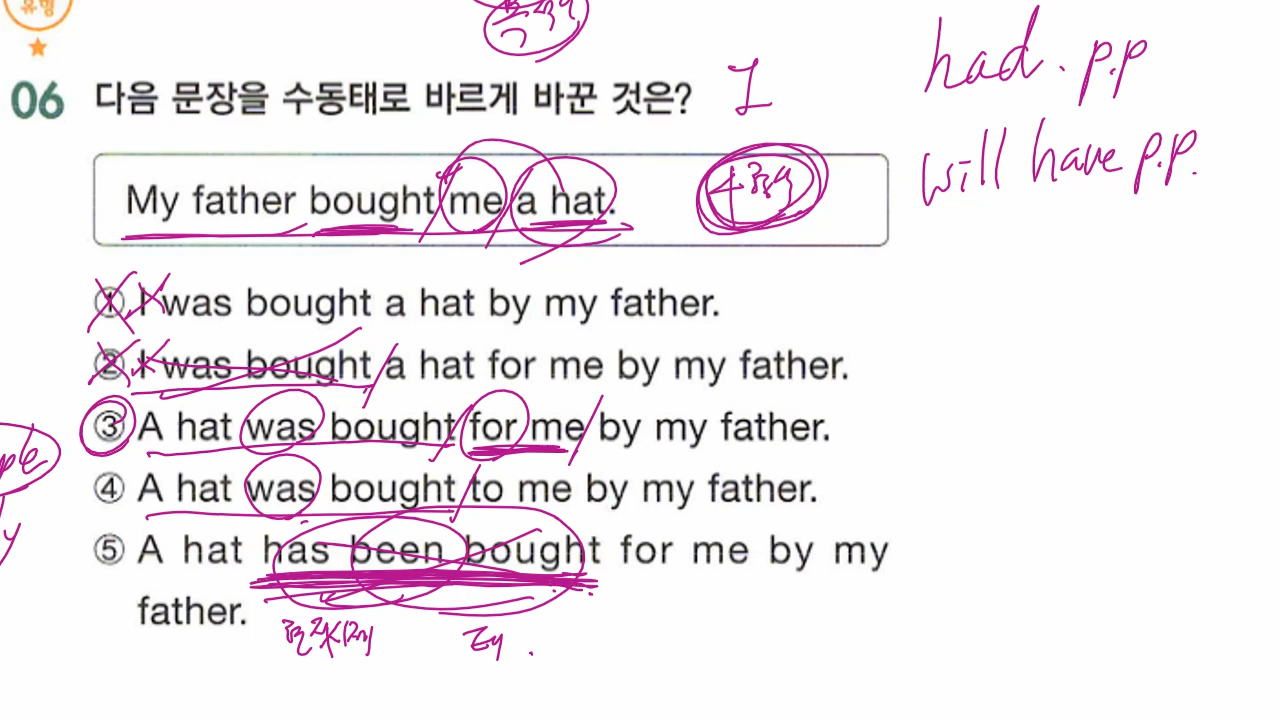 유형
06 다음 문장을 수동태로 바르게 바꾼 것은? I
had. p.p
will have p.p.
My father bought me a hat. 4형식
① I was bought a hat by my father.
② I was bought a hat for me by my father.
③ A hat was bought for me by my father.
④ A hat was bought to me by my father.
⑤ A hat has been bought for me by my
father.